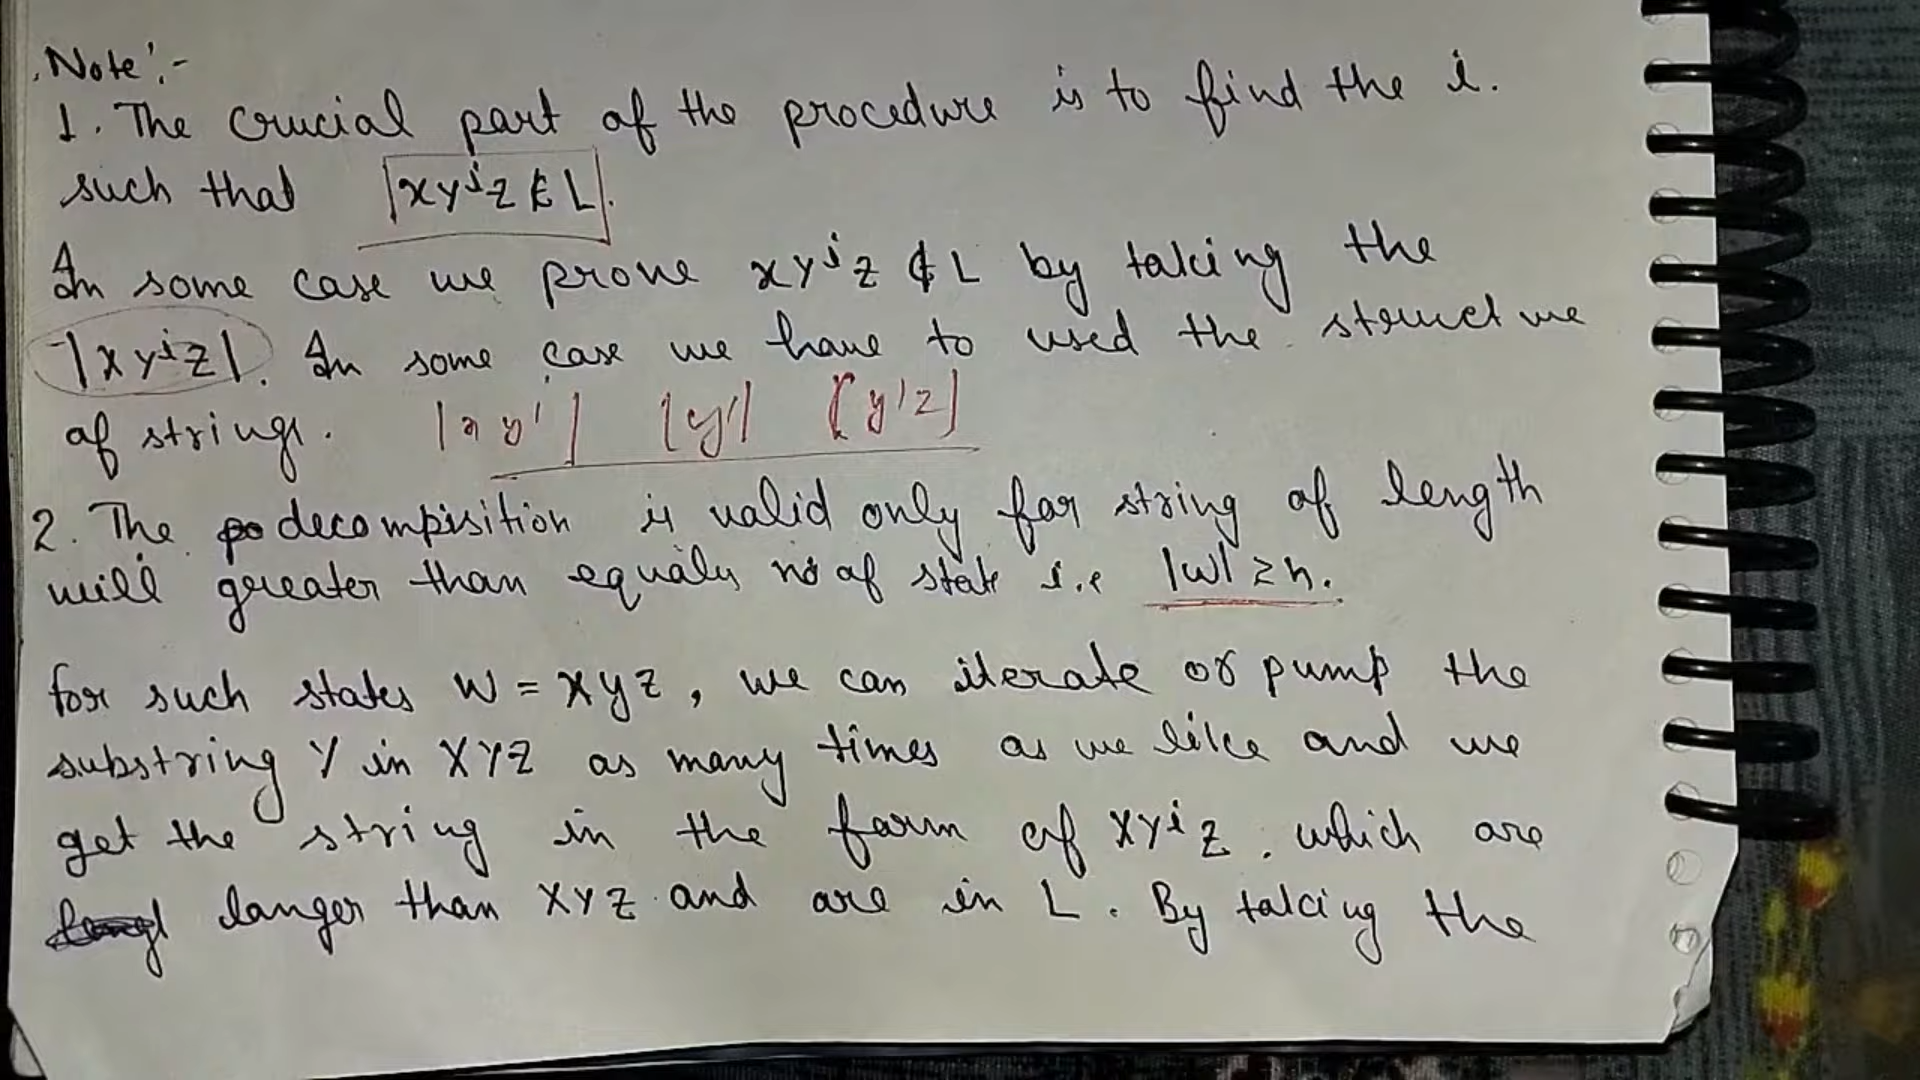 Note:-
1. The crucial part of the procedure is to find the i.
such that |xyⁱz ∉ L|.
In some case we prove xyⁱz ∉ L by taking the
|xyⁱz|. In some case we have to used the structure
of strings. |xy'| |y'| |y'z|
2. The decompisition is valid only for string of length
will greater than equals no of state i.e |w| ≥ n.
for such states w = xyz, we can iterate or pump the
substring Y in XYZ as many times as we like and we
get the string in the form of XYⁱZ. which are
longer than XYZ and are in L. By taking the